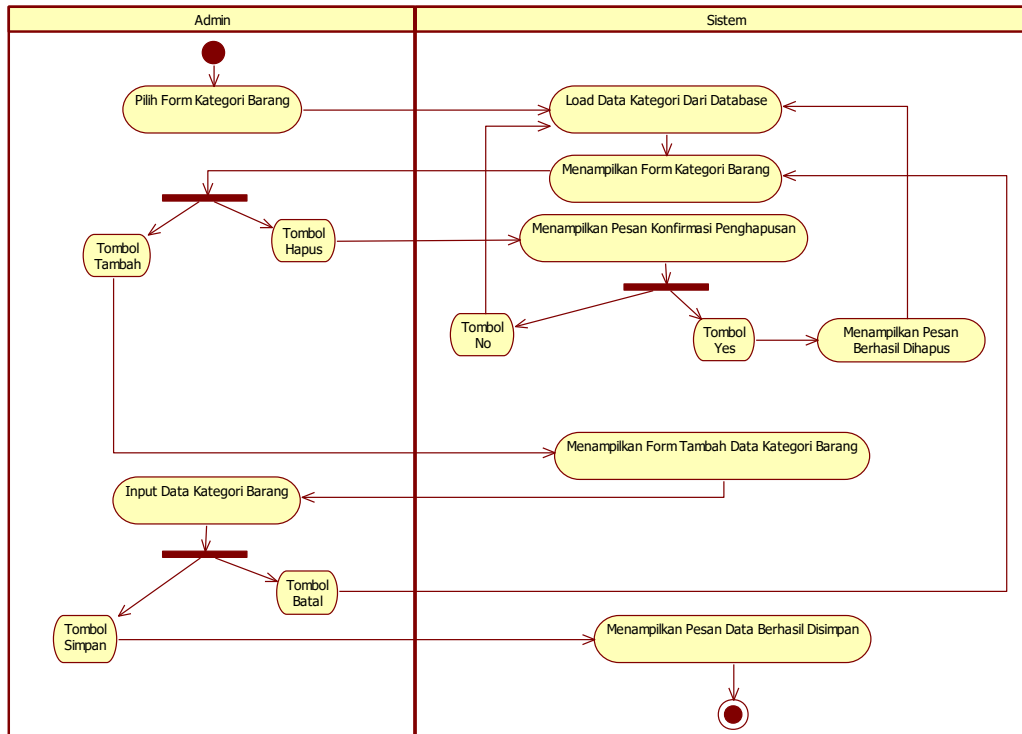 Admin
Sistem
Pilih Form Kategori Barang
Load Data Kategori Dari Database
Menampilkan Form Kategori Barang
Tombol
Tambah
Tombol
Hapus
Menampilkan Pesan Konfirmasi Penghapusan
Tombol
No
Tombol
Yes
Menampilkan Pesan
Berhasil Dihapus
Menampilkan Form Tambah Data Kategori Barang
Input Data Kategori Barang
Tombol
Batal
Tombol
Simpan
Menampilkan Pesan Data Berhasil Disimpan